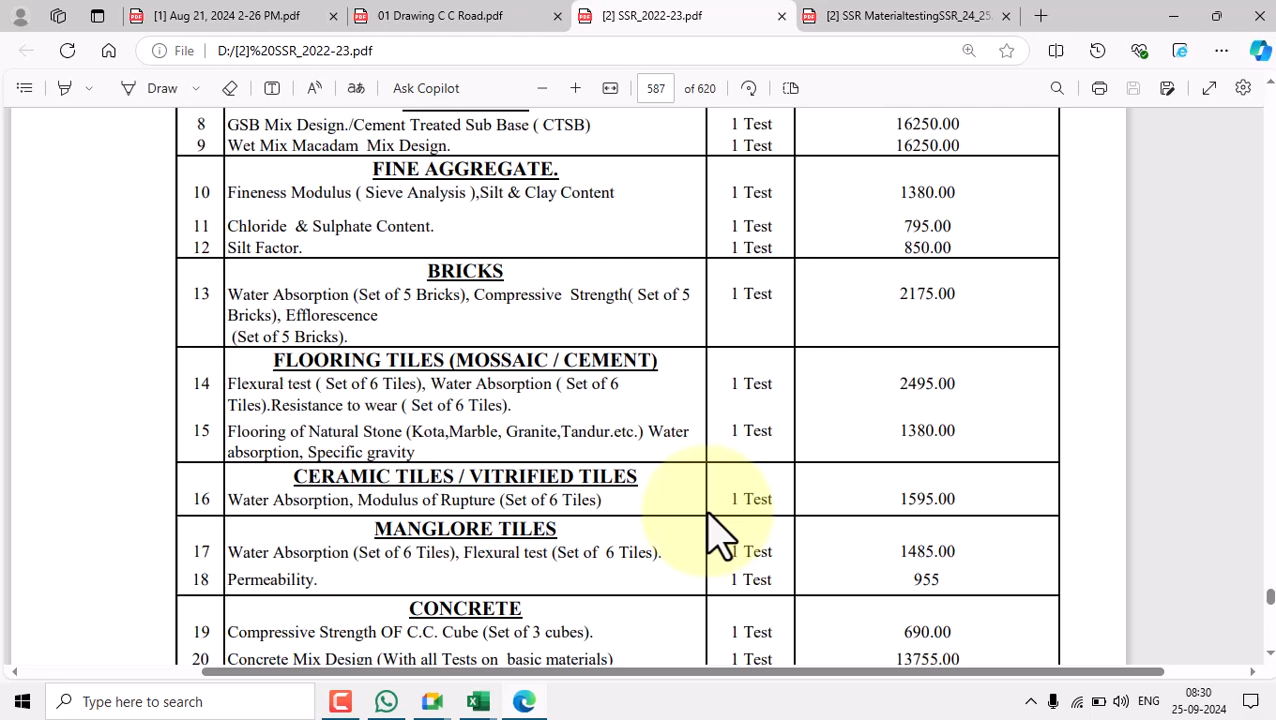 [1] Aug 21, 2024 2-26 PM.pdf
01 Drawing C C Road.pdf
[2] SSR_2022-23.pdf
[2] SSR MaterialtestingSSR_24_25.
File D:/[2]%20SSR_2022-23.pdf
Draw
Ask Copilot
587 of 620
8 GSB Mix Design./Cement Treated Sub Base ( CTSB) 1 Test 16250.00
9 Wet Mix Macadam Mix Design. 1 Test 16250.00
FINE AGGREGATE.
10 Fineness Modulus ( Sieve Analysis ),Silt & Clay Content 1 Test 1380.00
11 Chloride & Sulphate Content. 1 Test 795.00
12 Silt Factor. 1 Test 850.00
BRICKS
13 Water Absorption (Set of 5 Bricks), Compressive Strength( Set of 5 1 Test 2175.00
Bricks), Efflorescence
(Set of 5 Bricks).
FLOORING TILES (MOSSAIC / CEMENT)
14 Flexural test ( Set of 6 Tiles), Water Absorption ( Set of 6 1 Test 2495.00
Tiles).Resistance to wear ( Set of 6 Tiles).
15 Flooring of Natural Stone (Kota,Marble, Granite,Tandur.etc.) Water 1 Test 1380.00
absorption, Specific gravity
CERAMIC TILES / VITRIFIED TILES
16 Water Absorption, Modulus of Rupture (Set of 6 Tiles) 1 Test 1595.00
MANGLORE TILES
17 Water Absorption (Set of 6 Tiles), Flexural test (Set of 6 Tiles). 1 Test 1485.00
18 Permeability. 1 Test 955
CONCRETE
19 Compressive Strength OF C.C. Cube (Set of 3 cubes). 1 Test 690.00
20 Concrete Mix Design (With all Tests on basic materials) 1 Test 13755.00
Type here to search
ENG
08:30
25-09-2024